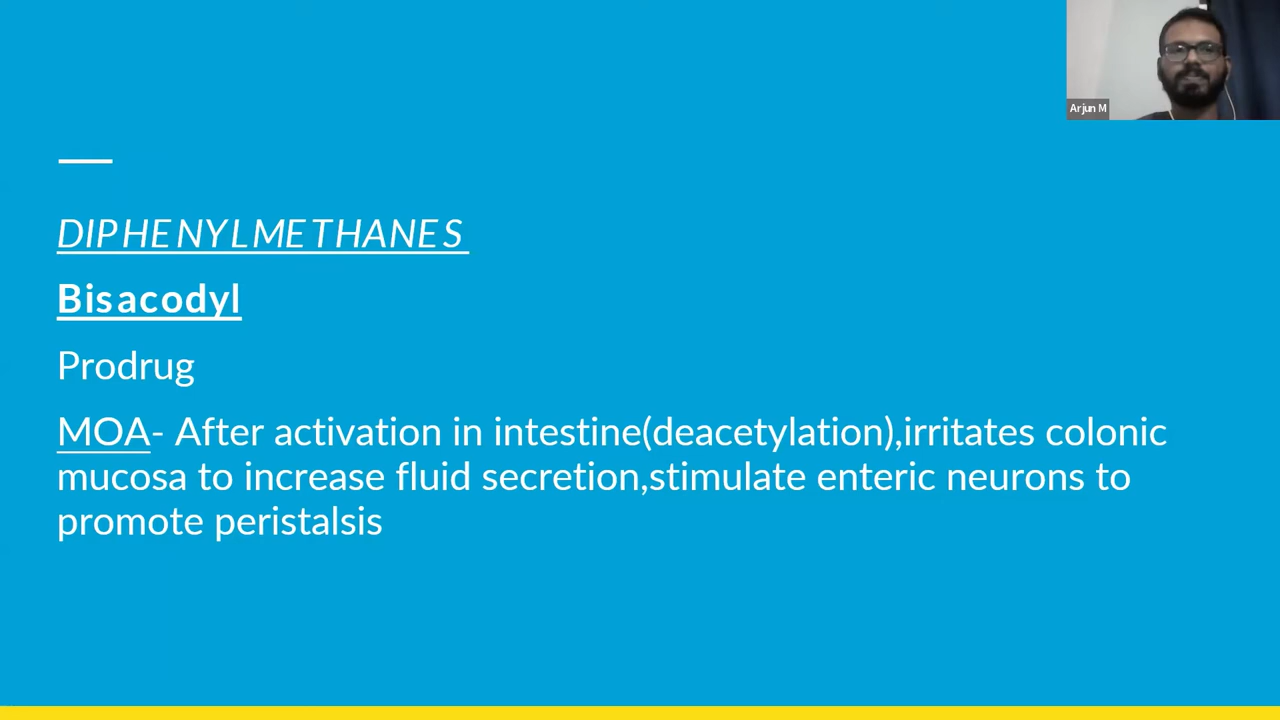 Arjun M
DIPHENYLMETHANES
Bisacodyl
Prodrug
MOA- After activation in intestine(deacetylation),irritates colonic
mucosa to increase fluid secretion,stimulate enteric neurons to
promote peristalsis